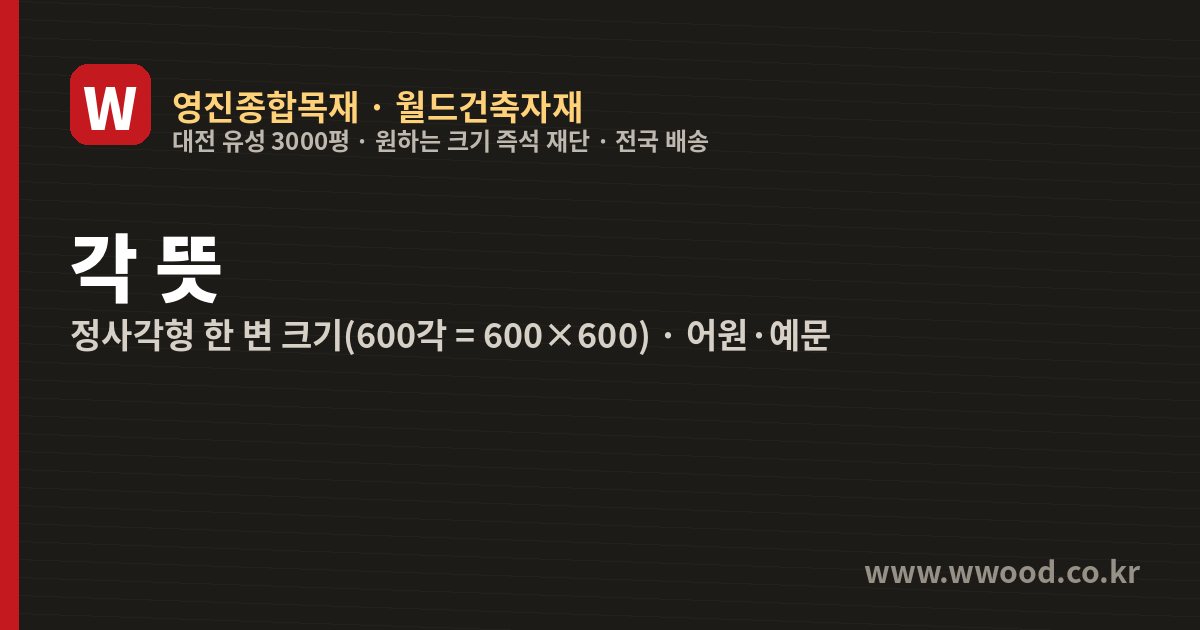 W
영진종합목재 · 월드건축자재
대전 유성 3000평 · 원하는 크기 즉석 재단 · 전국 배송
각 뜻
정사각형 한 변 크기(600각 = 600×600) · 어원·예문
www.wwood.co.kr